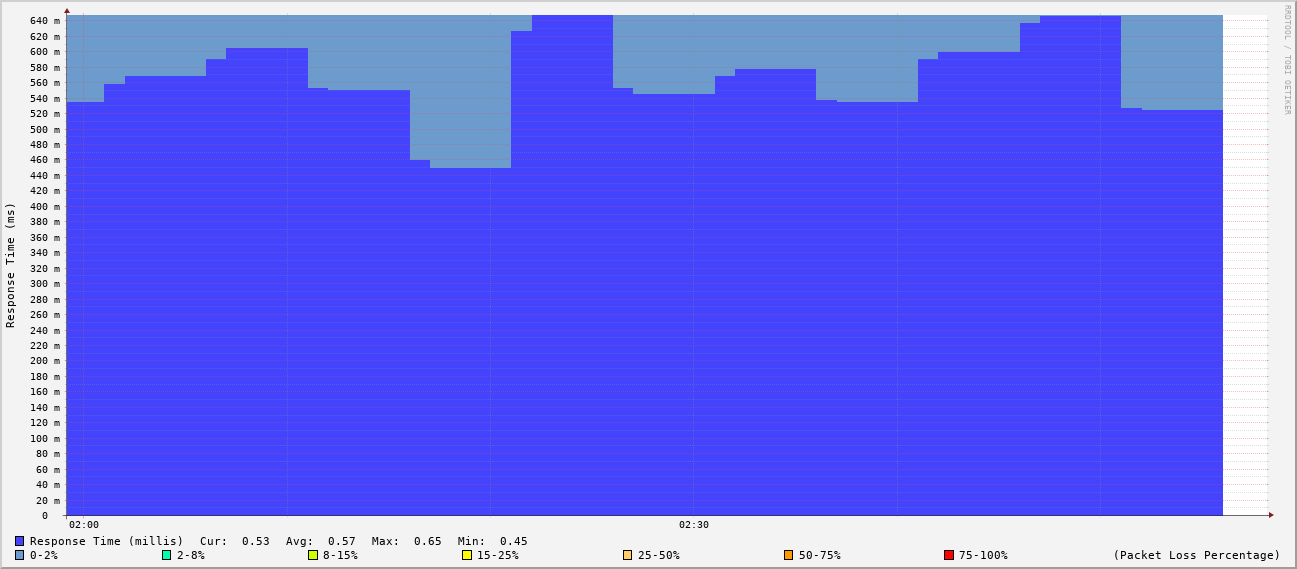 RRDTOOL / TOBI OETIKER
Response Time (ms)
640 m
620 m
600 m
580 m
560 m
540 m
520 m
500 m
480 m
460 m
440 m
420 m
400 m
380 m
360 m
340 m
320 m
300 m
280 m
260 m
240 m
220 m
200 m
180 m
160 m
140 m
120 m
100 m
80 m
60 m
40 m
20 m
0
02:00 02:30
Response Time (millis) Cur: 0.53 Avg: 0.57 Max: 0.65 Min: 0.45
0-2% 2-8% 8-15% 15-25% 25-50% 50-75% 75-100% (Packet Loss Percentage)